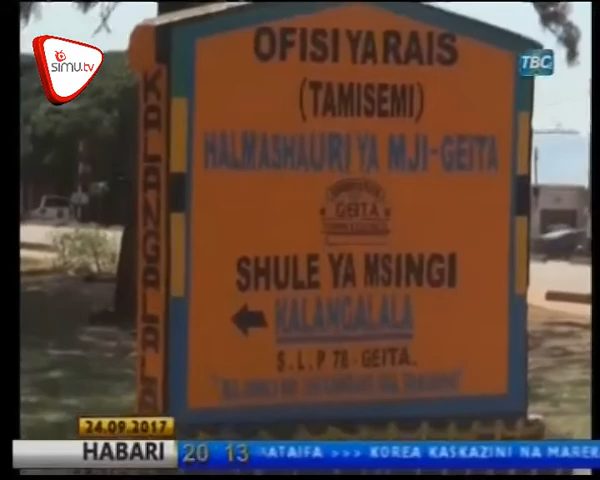 SIMU.tv
TBC
OFISI YA RAIS
(TAMISEMI)
HALMASHAURI YA MJI-GEITA
GEITA
SHULE YA MSINGI
KALANGALALA
S.L.P 78 - GEITA.
KALANGALALA
24.09.2017
HABARI
20 13
ATAIFA >>> KOREA KASKAZINI NA MAREK